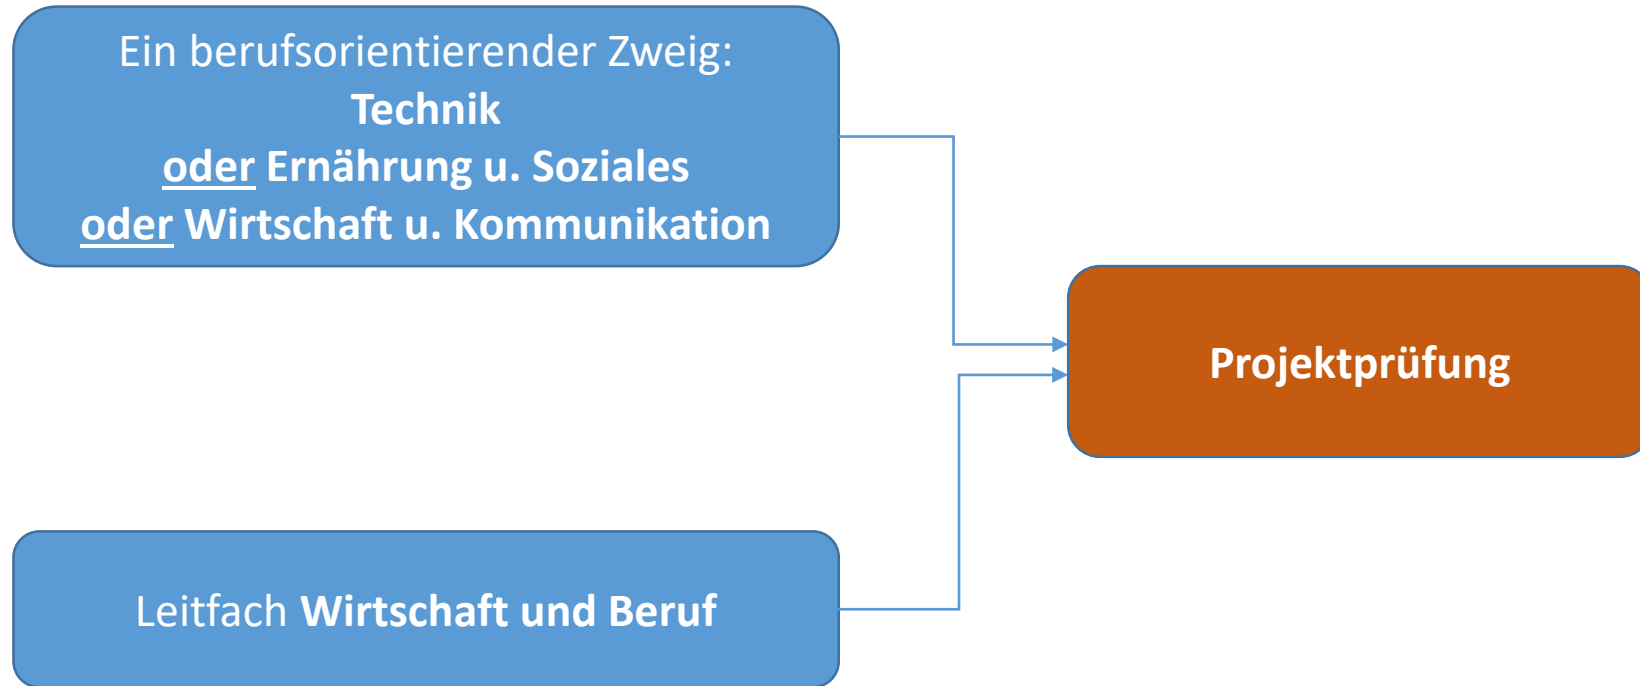 Ein berufsorientierender Zweig:
Technik
oder Ernährung u. Soziales
oder Wirtschaft u. Kommunikation
Projektprüfung
Leitfach Wirtschaft und Beruf